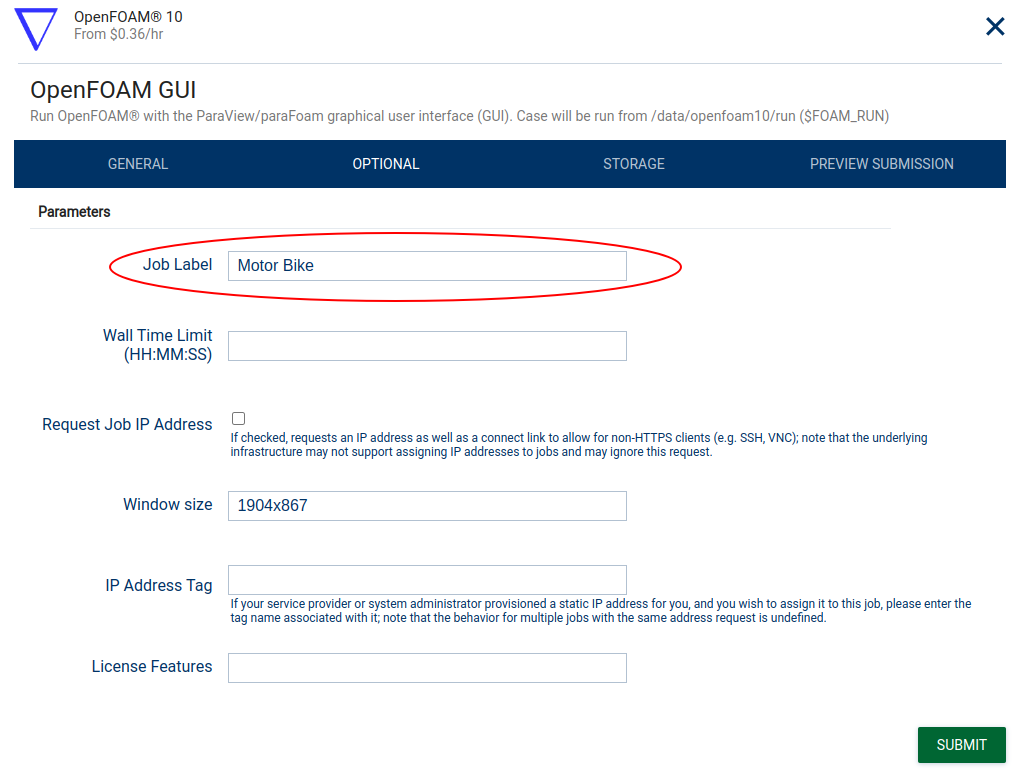 OpenFOAM® 10
From $0.36/hr
OpenFOAM GUI
Run OpenFOAM® with the ParaView/paraFoam graphical user interface (GUI). Case will be run from /data/openfoam10/run ($FOAM_RUN)
GENERAL OPTIONAL STORAGE PREVIEW SUBMISSION
Parameters
Job Label Motor Bike
Wall Time Limit
(HH:MM:SS)
Request Job IP Address
If checked, requests an IP address as well as a connect link to allow for non-HTTPS clients (e.g. SSH, VNC); note that the underlying
infrastructure may not support assigning IP addresses to jobs and may ignore this request.
Window size 1904x867
IP Address Tag
If your service provider or system administrator provisioned a static IP address for you, and you wish to assign it to this job, please enter the
tag name associated with it; note that the behavior for multiple jobs with the same address request is undefined.
License Features
SUBMIT